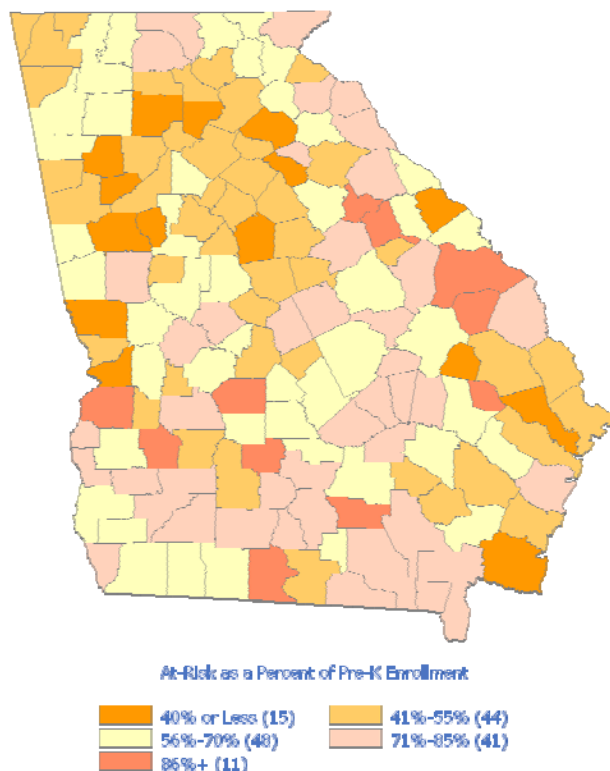 At-Risk as a Percent of Pre-K Enrollment
40% or Less (15) 41%-55% (44)
56%-70% (48) 71%-85% (41)
86%+ (11)